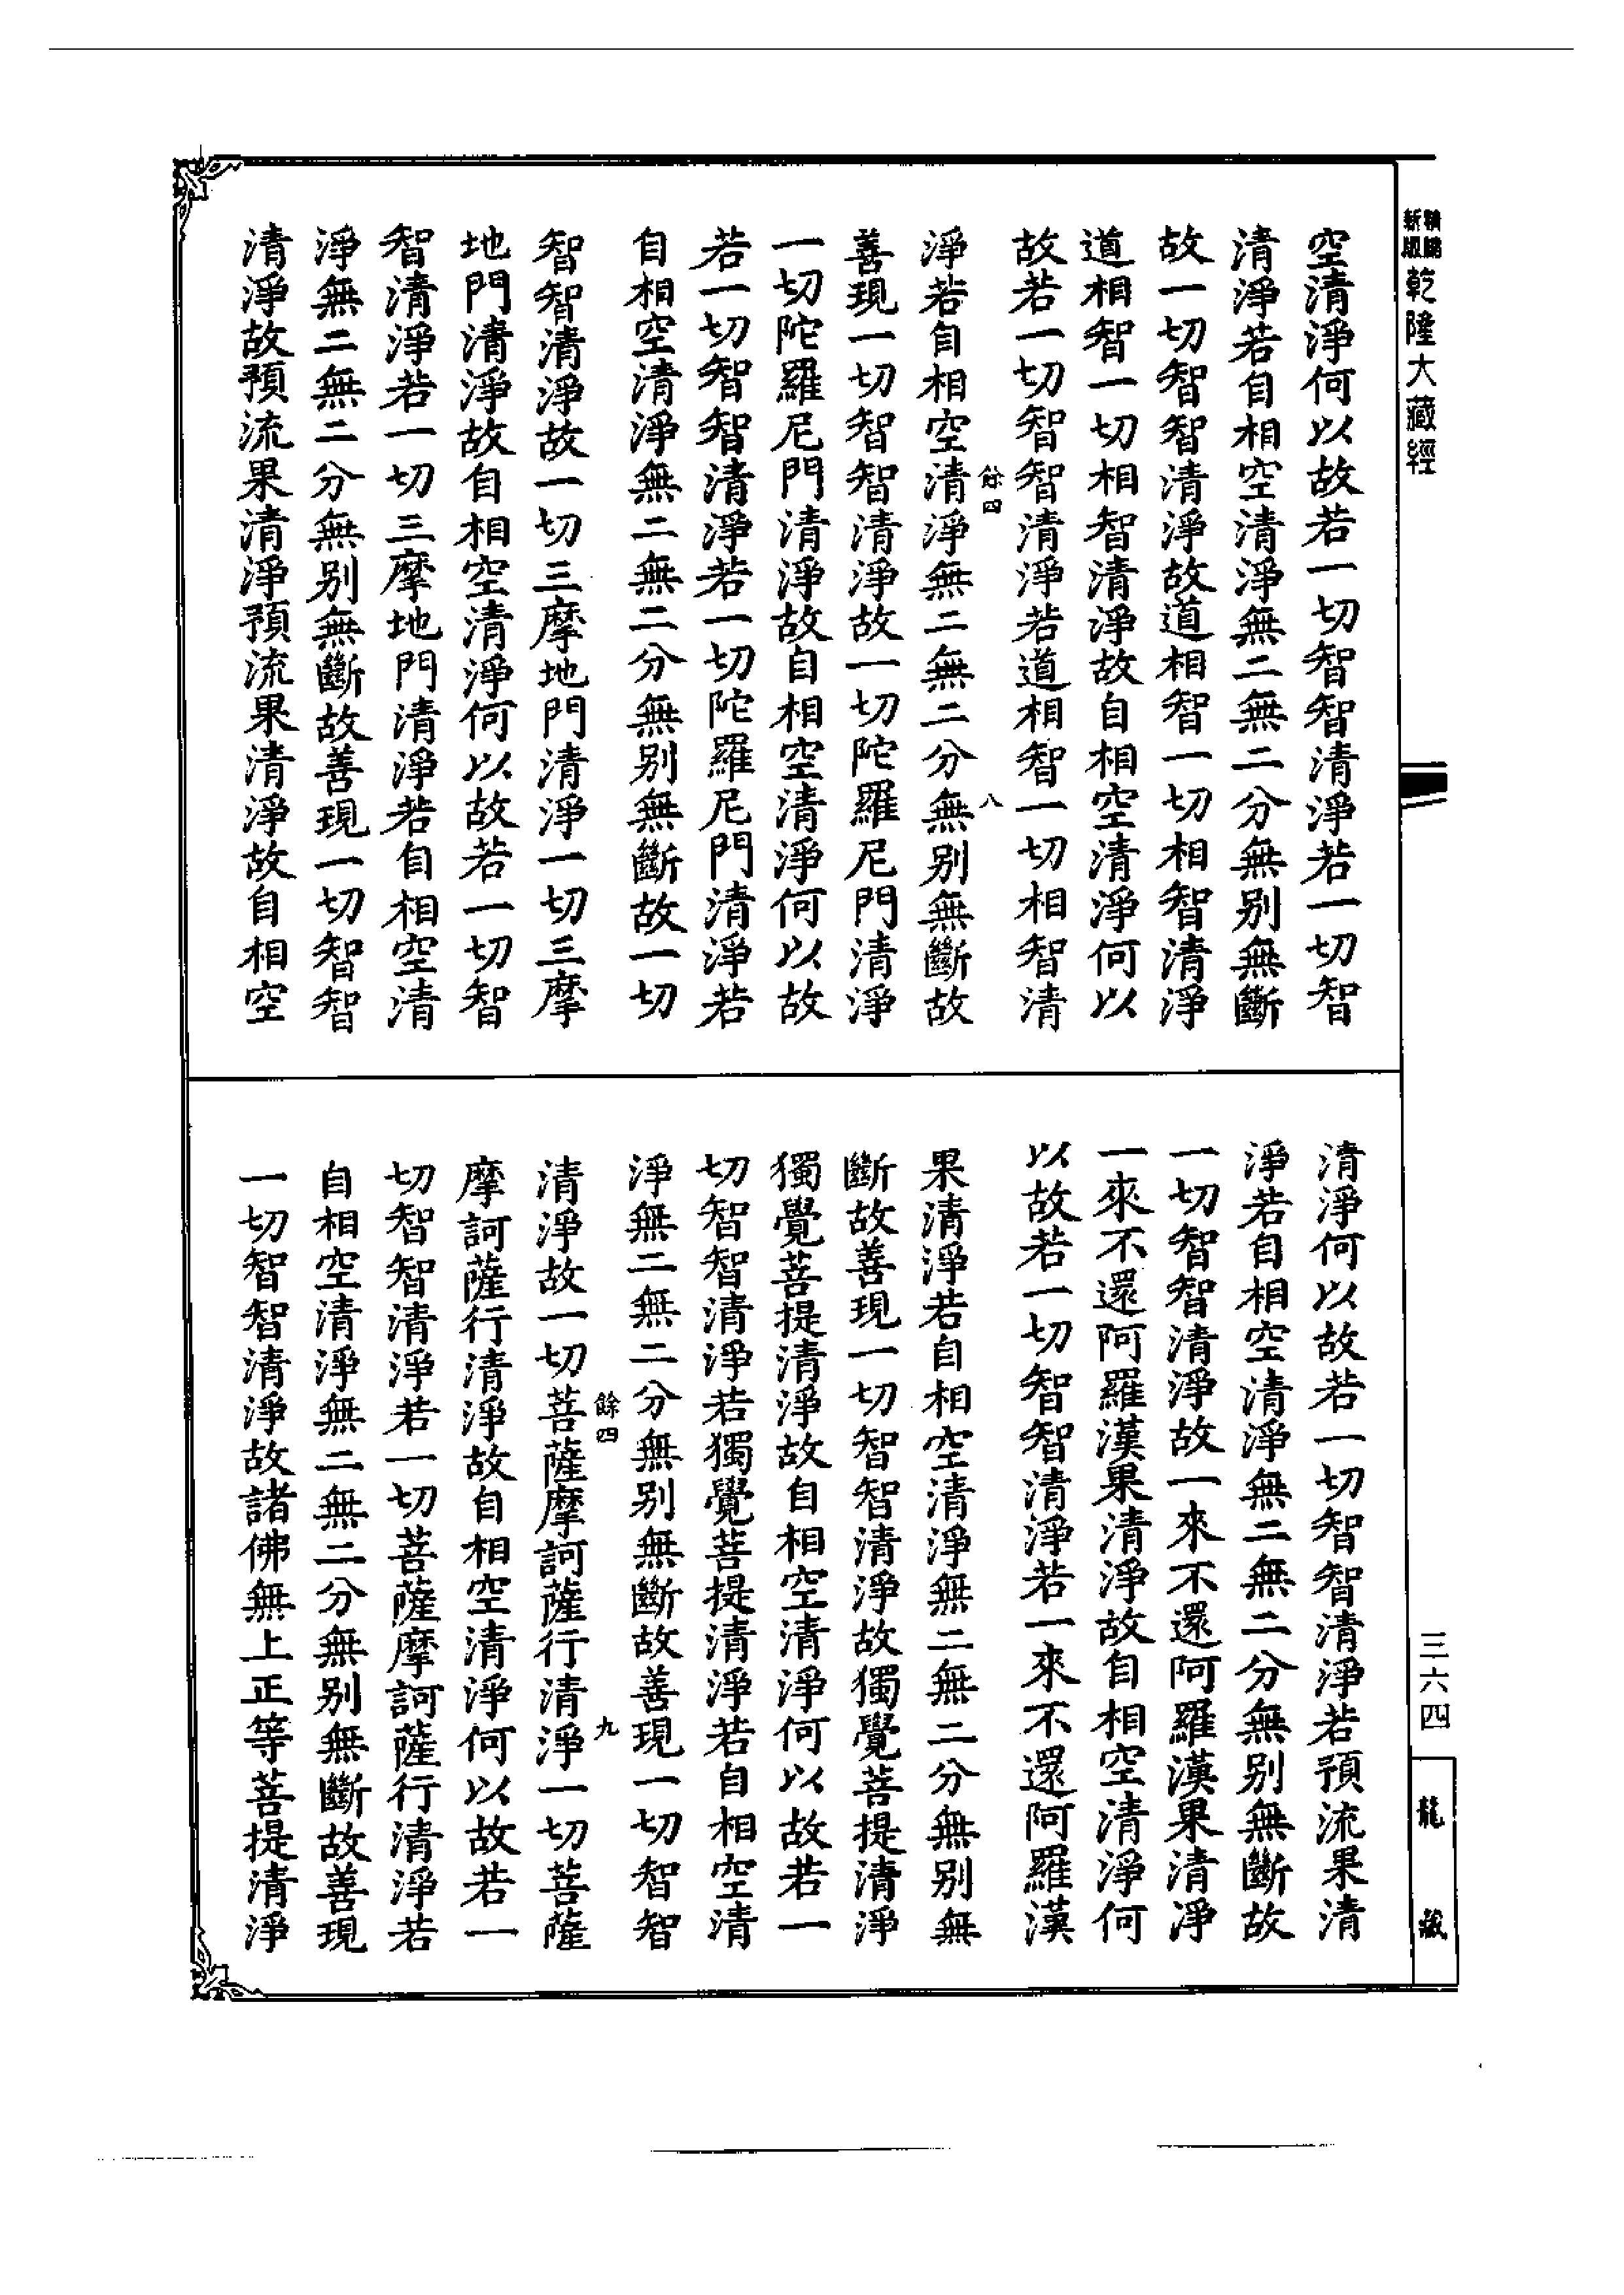 新編
新版
乾隆大藏經
空清淨何以故若一切智智清淨若一切智
清淨若自相空清淨無二無二分無別無斷
故一切智智清淨故道相智一切相智清淨
道相智一切相智清淨故自相空清淨何以
故若一切智智清淨若道相智一切相智清
餘四
八
淨若自相空清淨無二無二分無別無斷故
善現一切智智清淨故一切陀羅尼門清淨
一切陀羅尼門清淨故自相空清淨何以故
若一切智智清淨若一切陀羅尼門清淨若
自相空清淨無二無二分無別無斷故一切
智智清淨故一切三摩地門清淨一切三摩
地門清淨故自相空清淨何以故若一切智
智清淨若一切三摩地門清淨若自相空清
淨無二無二分無別無斷故善現一切智智
清淨故預流果清淨預流果清淨故自相空
清淨何以故若一切智智清淨若預流果清
淨若自相空清淨無二無二分無別無斷故
一切智智清淨故一來不還阿羅漢果清淨
一來不還阿羅漢果清淨故自相空清淨何
以故若一切智智清淨若一來不還阿羅漢
果清淨若自相空清淨無二無二分無別無
斷故善現一切智智清淨故獨覺菩提清淨
獨覺菩提清淨故自相空清淨何以故若一
切智智清淨若獨覺菩提清淨若自相空清
淨無二無二分無別無斷故善現一切智智
餘四
九
清淨故一切菩薩摩訶薩行清淨一切菩薩
摩訶薩行清淨故自相空清淨何以故若一
切智智清淨若一切菩薩摩訶薩行清淨若
自相空清淨無二無二分無別無斷故善現
一切智智清淨故諸佛無上正等菩提清淨
三六四
龍藏